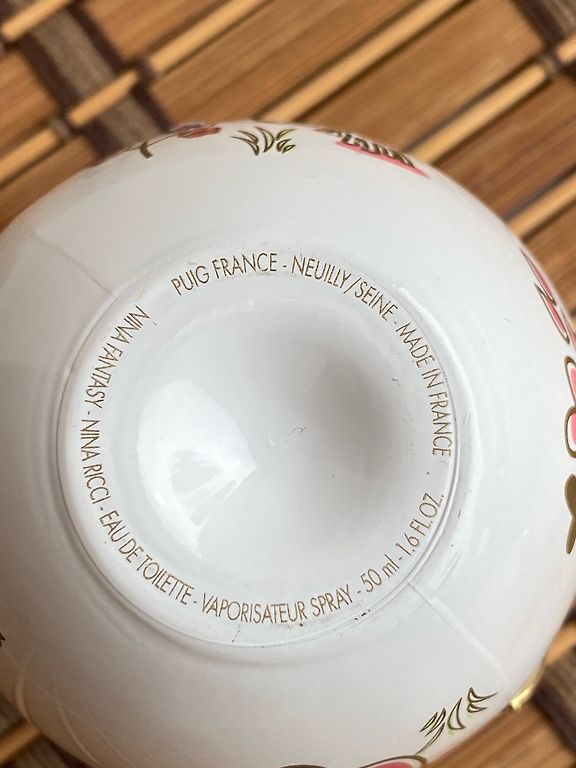 NINA FANTASY - NINA RICCI - EAU DE TOILETTE - VAPORISATEUR SPRAY - 50 ml - 1.6 FL.OZ.
PUIG FRANCE - NEUILLY/SEINE - MADE IN FRANCE